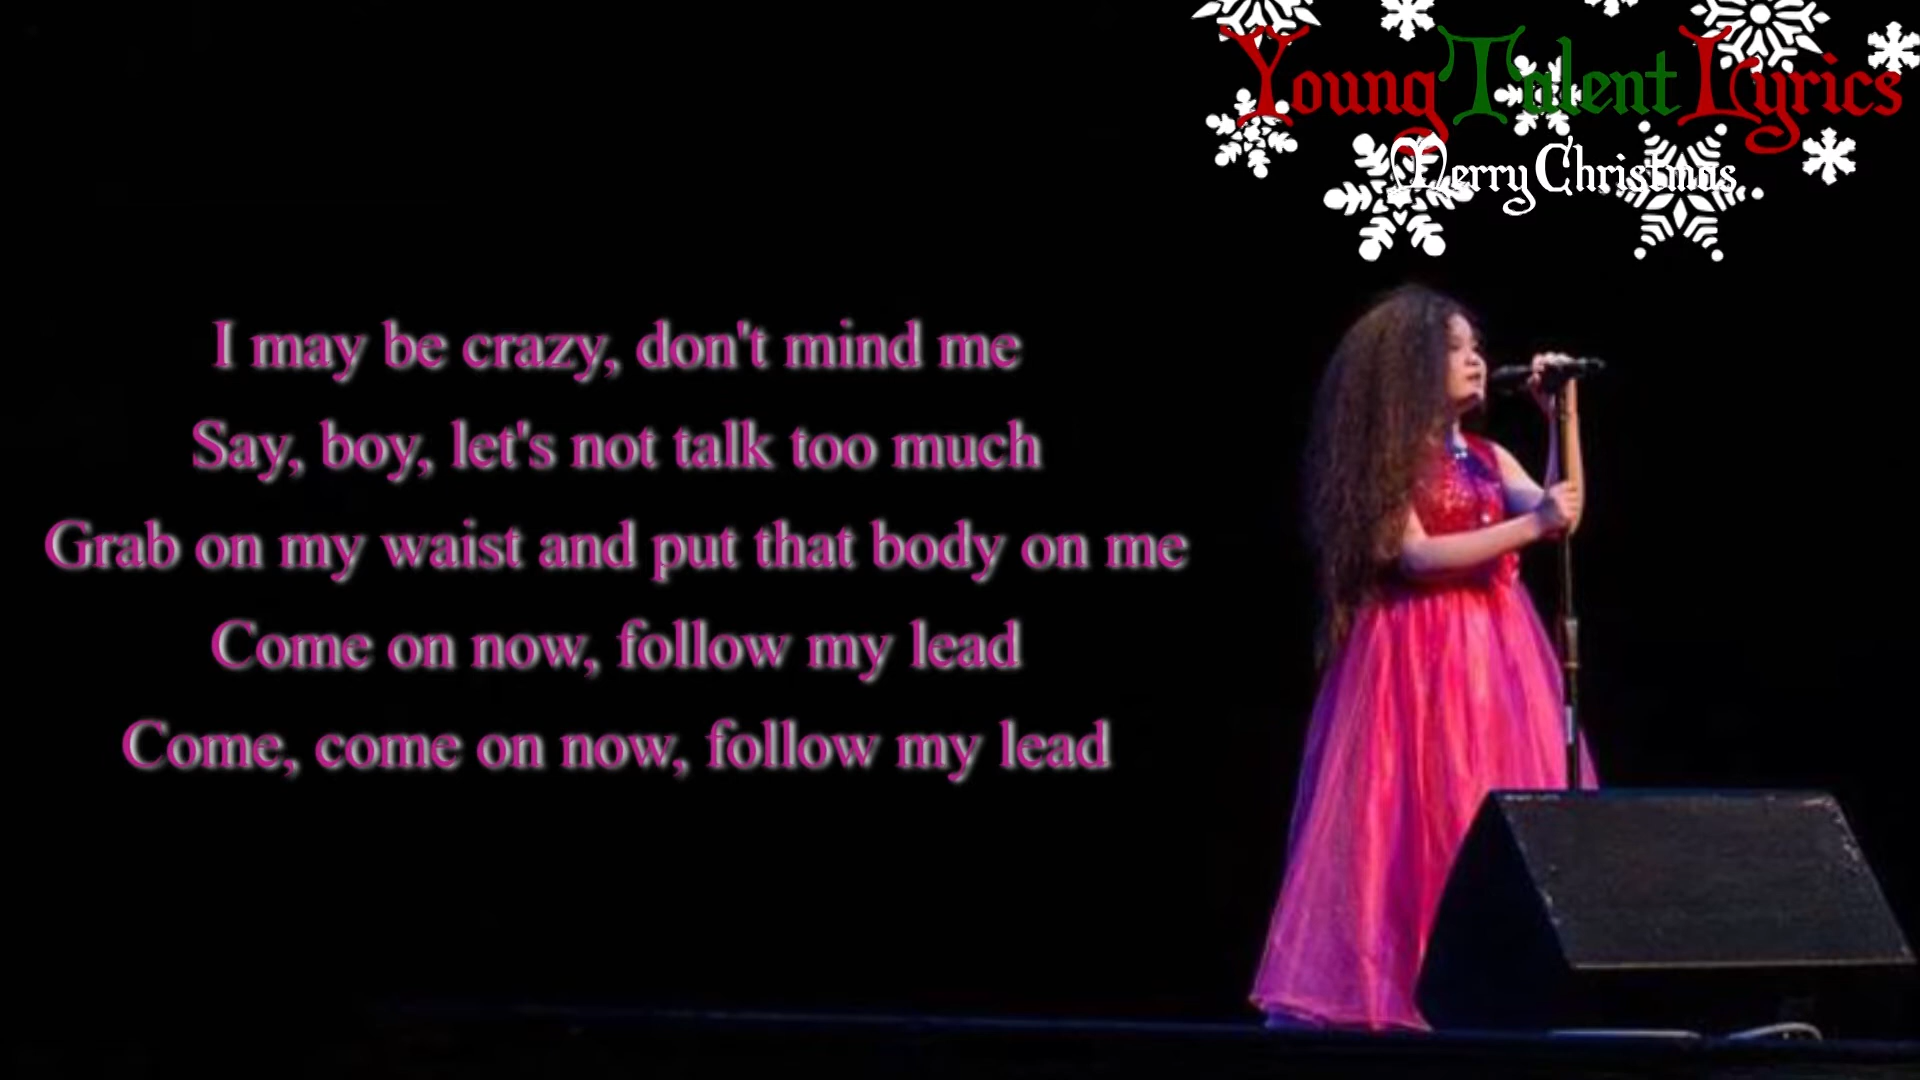 Young Talent Lyrics
Merry Christmas
I may be crazy, don't mind me
Say, boy, let's not talk too much
Grab on my waist and put that body on me
Come on now, follow my lead
Come, come on now, follow my lead